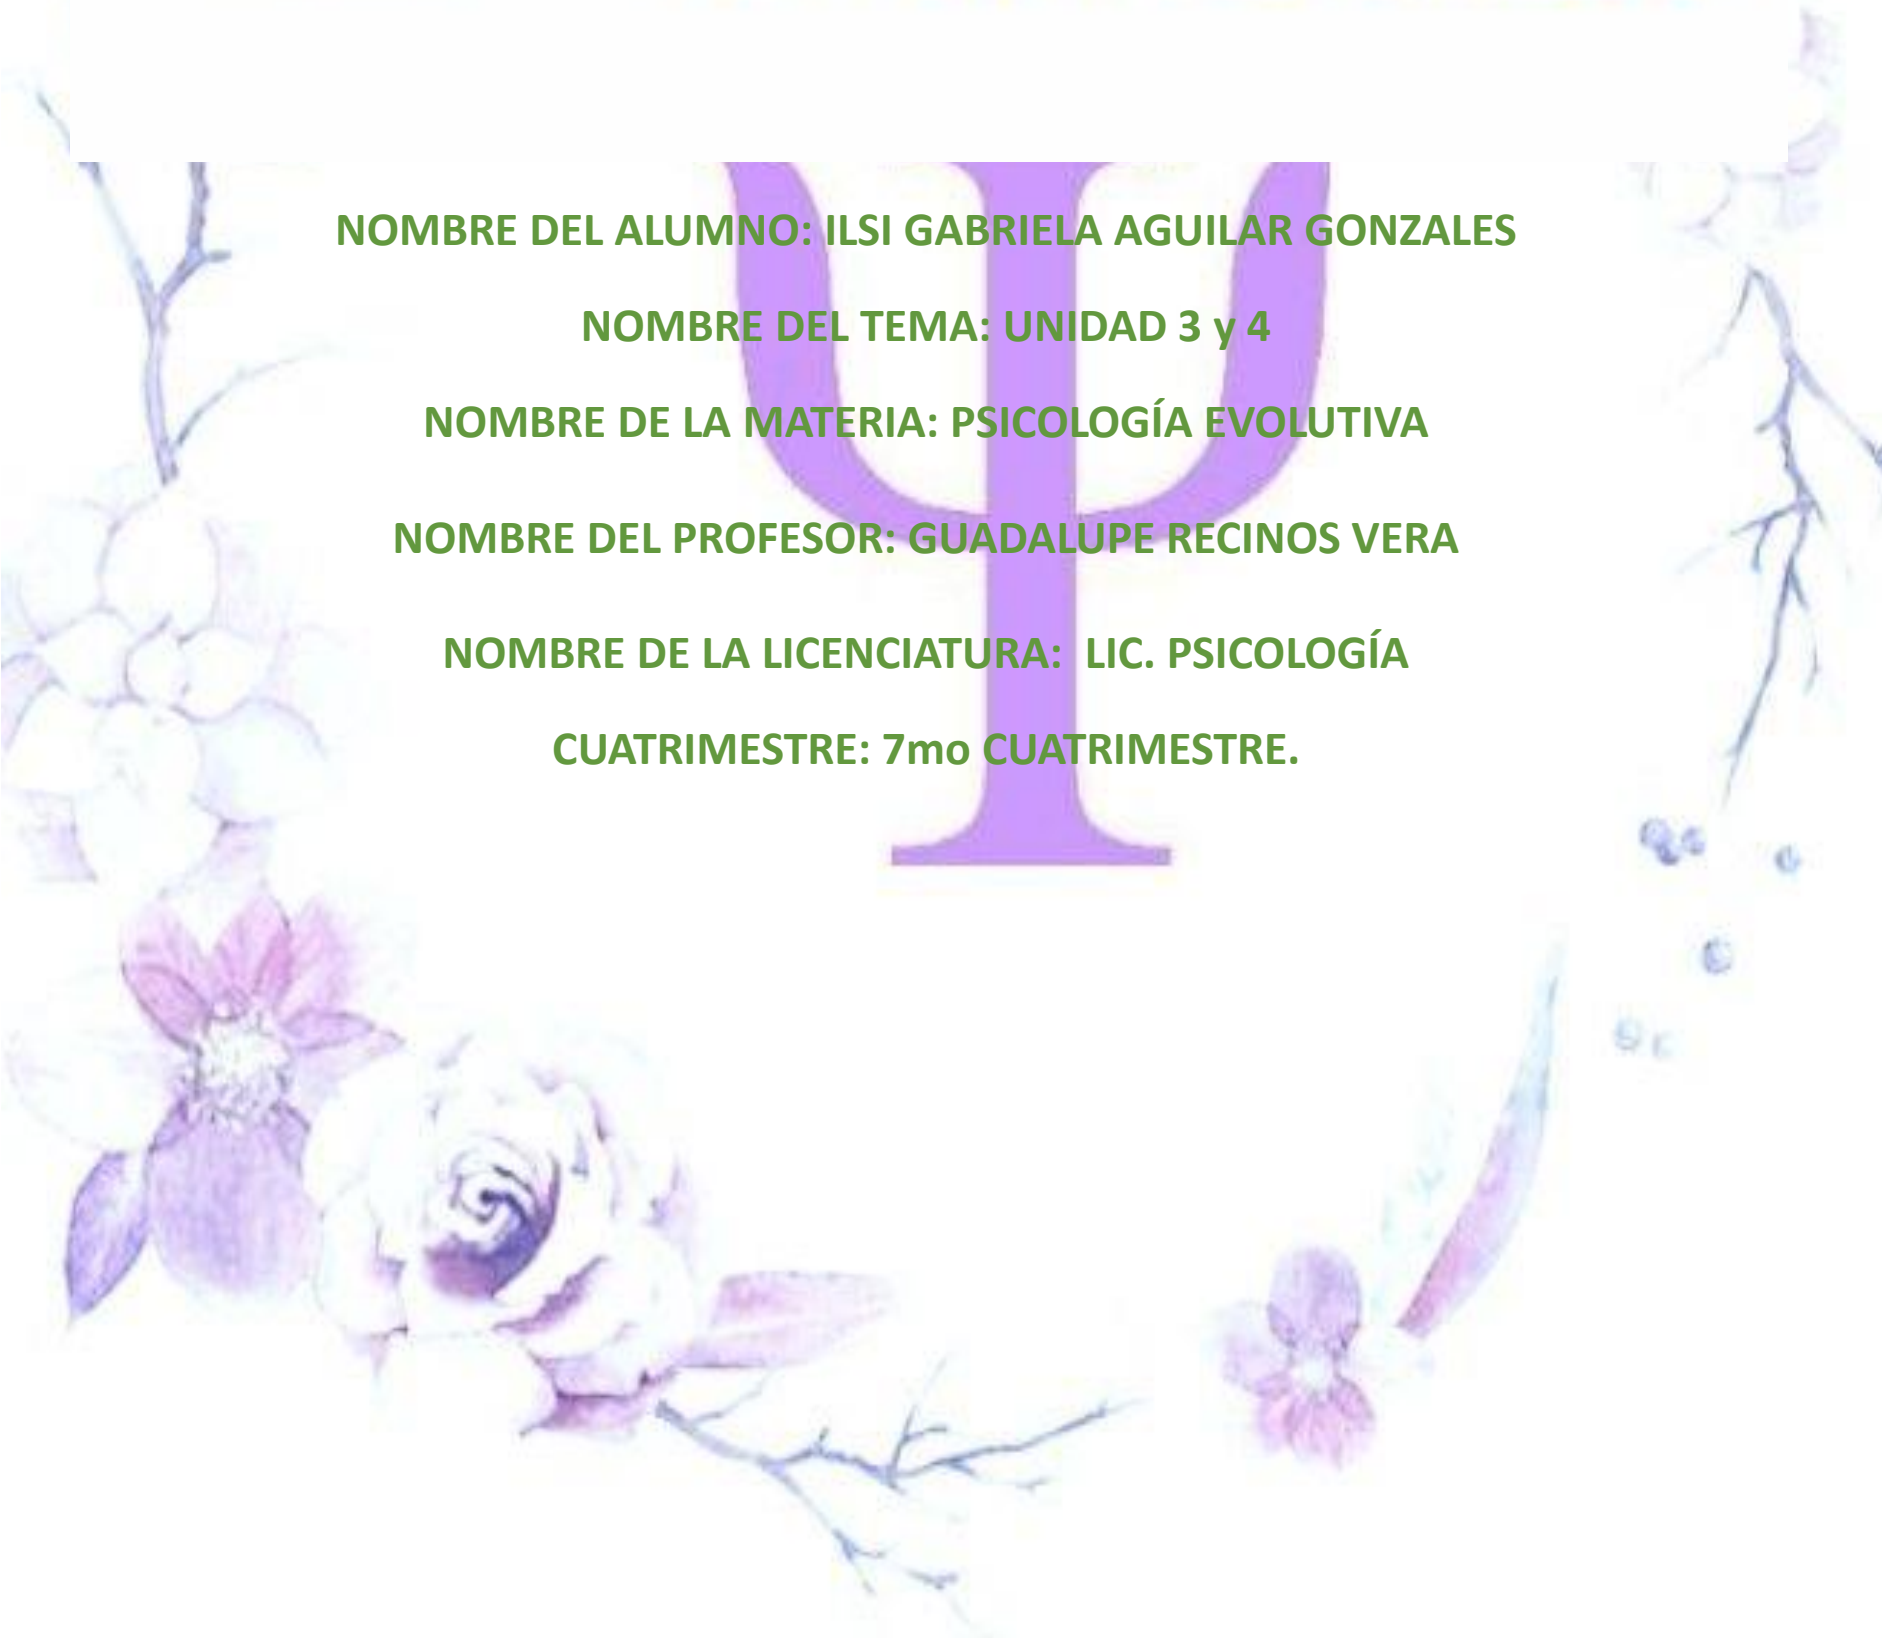 NOMBRE DEL ALUMNO: ILSI GABRIELA AGUILAR GONZALES
NOMBRE DEL TEMA: UNIDAD 3 y 4
NOMBRE DE LA MATERIA: PSICOLOGÍA EVOLUTIVA
NOMBRE DEL PROFESOR: GUADALUPE RECINOS VERA
NOMBRE DE LA LICENCIATURA: LIC. PSICOLOGÍA
CUATRIMESTRE: 7mo CUATRIMESTRE.